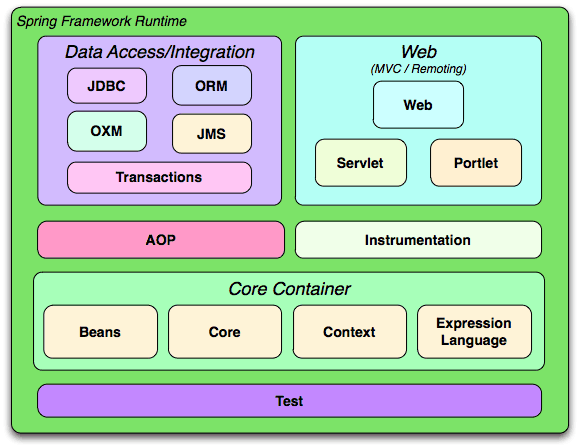 Spring Framework Runtime
Data Access/Integration
JDBC
ORM
OXM
JMS
Transactions
Web
(MVC / Remoting)
Web
Servlet
Portlet
AOP
Instrumentation
Core Container
Beans
Core
Context
Expression
Language
Test